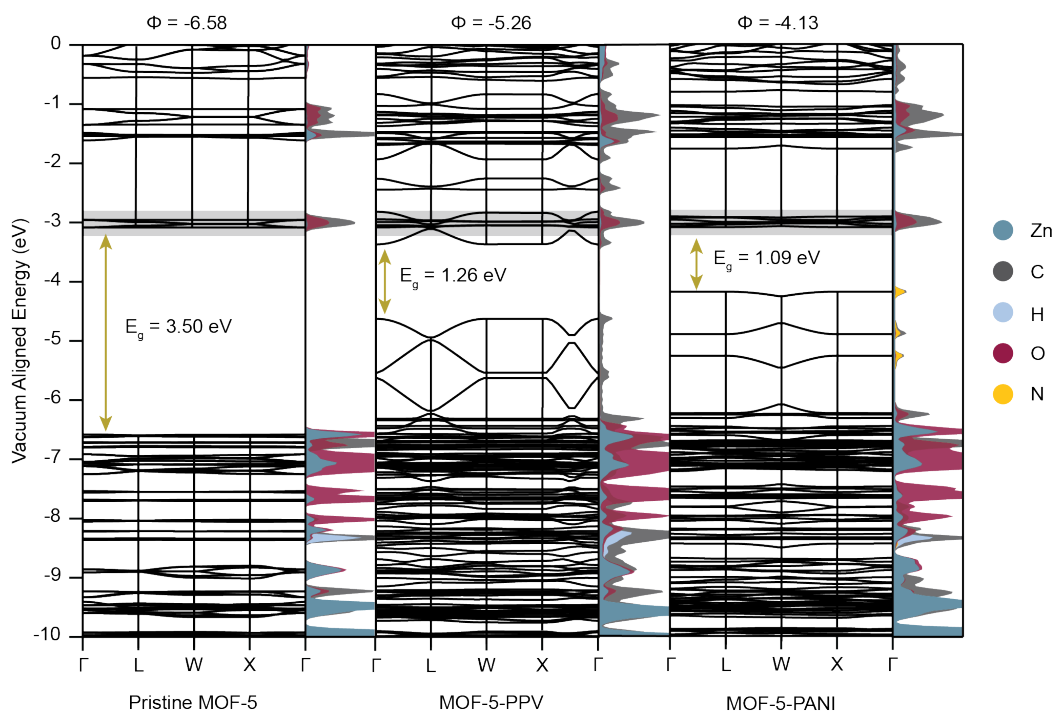 Φ = -6.58
Φ = -5.26
Φ = -4.13
Vacuum Aligned Energy (eV)
0
-1
-2
-3
-4
-5
-6
-7
-8
-9
-10
Eg = 3.50 eV
Eg = 1.26 eV
Eg = 1.09 eV
Zn
C
H
O
N
Γ L W X Γ
Γ L W X Γ
Γ L W X Γ
Pristine MOF-5
MOF-5-PPV
MOF-5-PANI